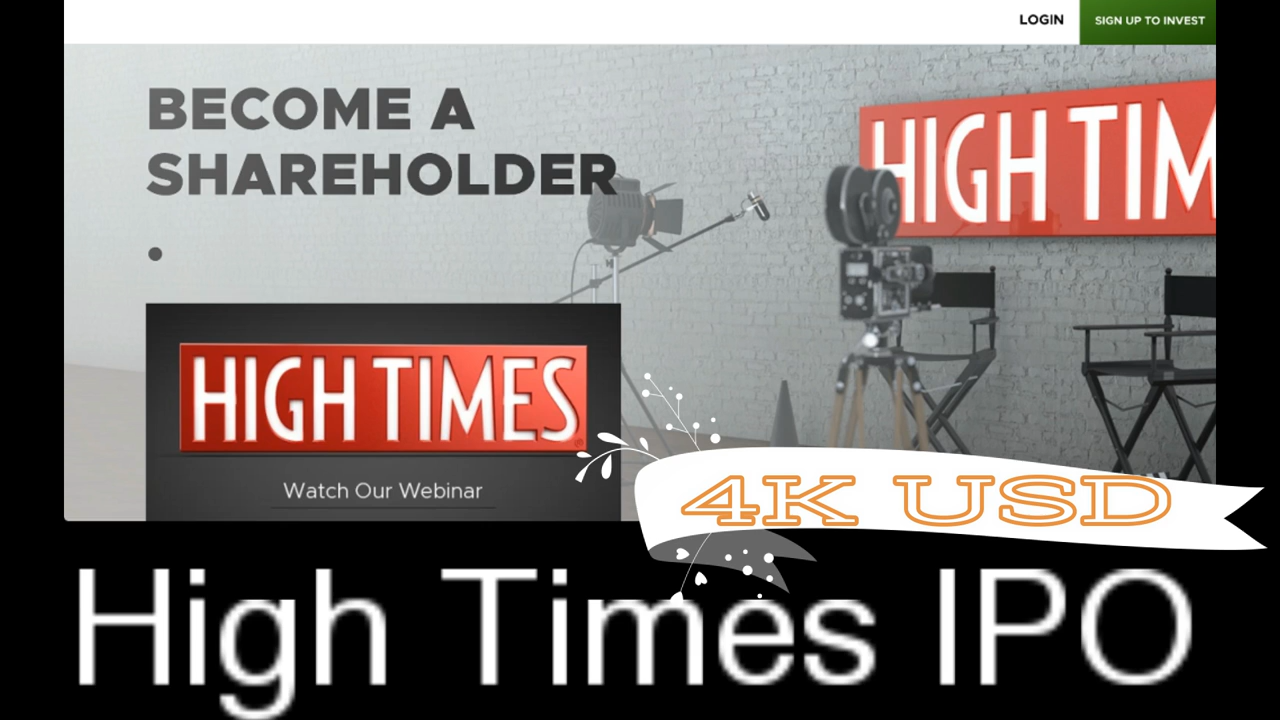 LOGIN
SIGN UP TO INVEST
BECOME A
SHAREHOLDER
HIGH TIM
HIGH TIMES
Watch Our Webinar
4K USD
High Times IPO